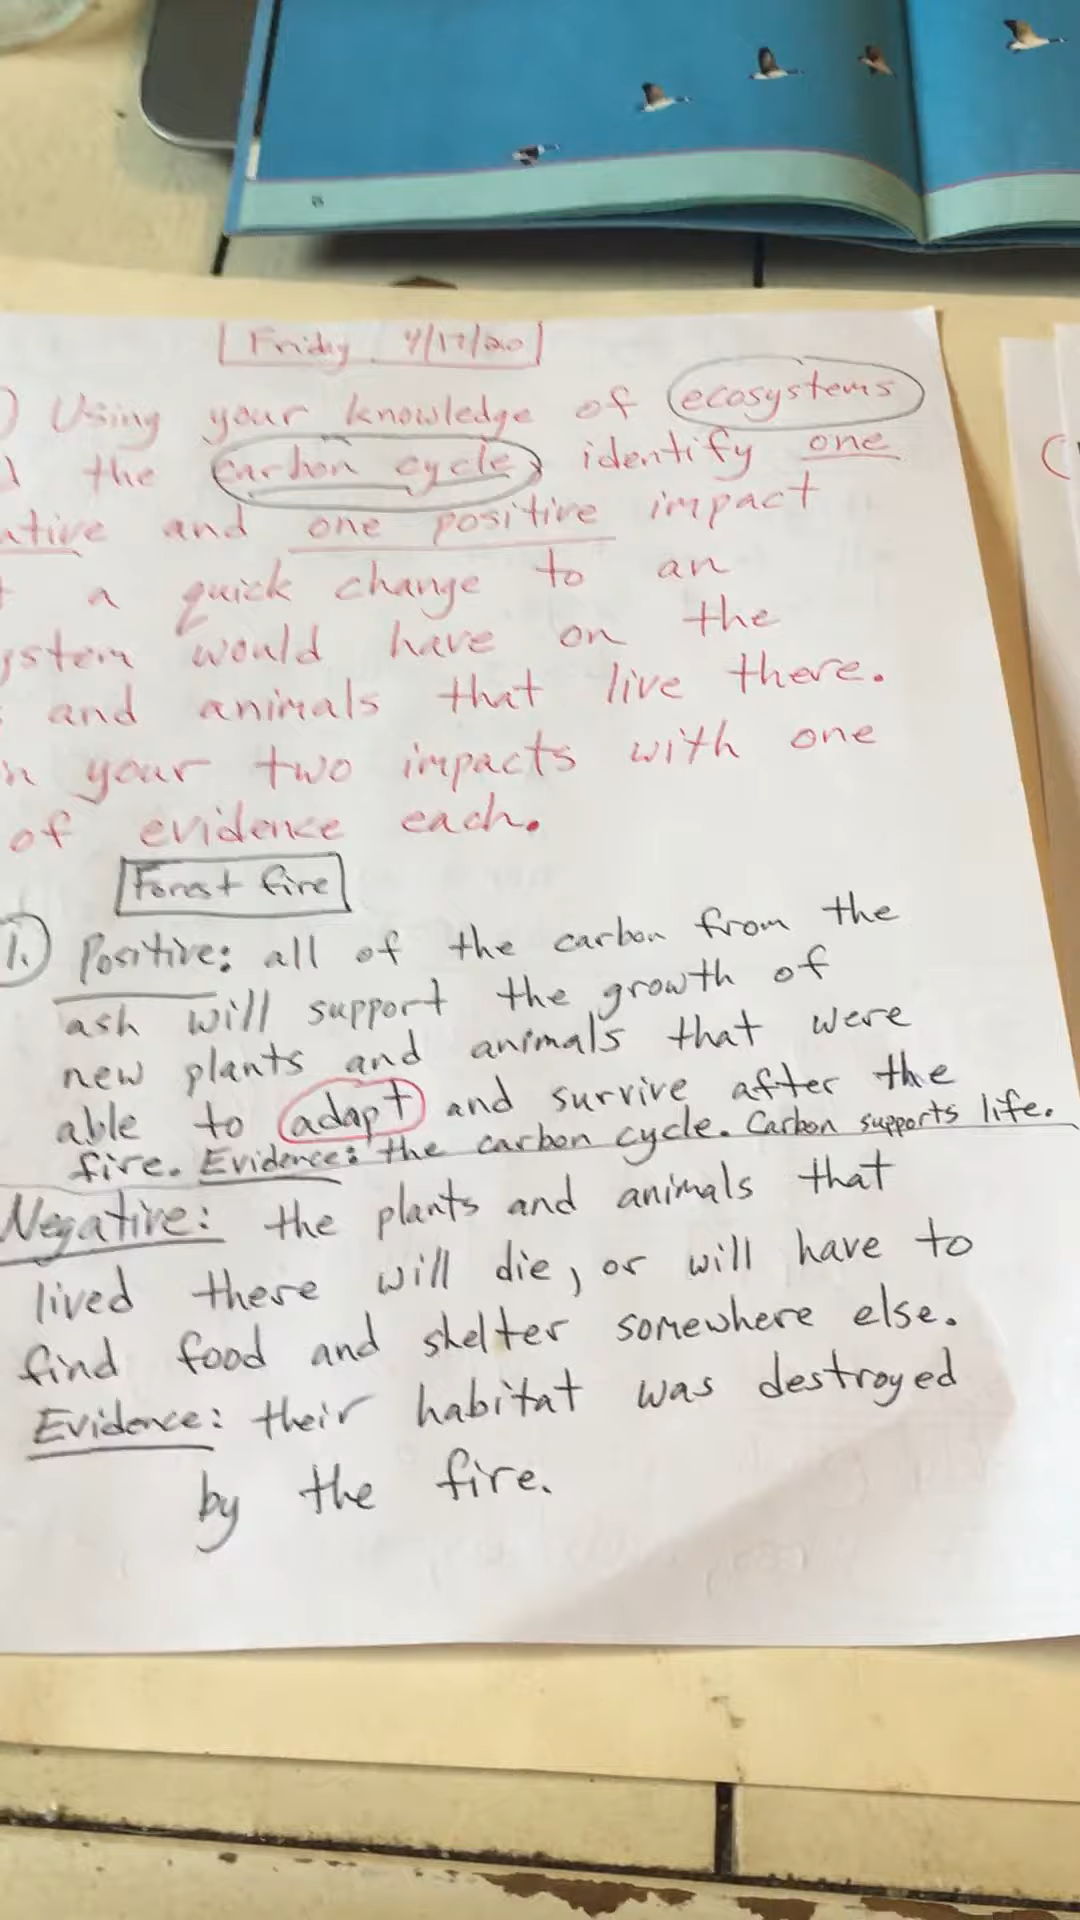 Friday 4/17/20
Using your knowledge of ecosystems
the carbon cycle, identify one
and one positive impact
a quick change to an
would have on the
and animals that live there.
your two impacts with one
of evidence each.
Forest fire
1. Positive: all of the carbon from the
ash will support the growth of
new plants and animals that were
able to adapt and survive after the
fire. Evidence: the carbon cycle. Carbon supports life.
Negative: the plants and animals that
lived there will die, or will have to
find food and shelter somewhere else.
Evidence: their habitat was destroyed
by the fire.